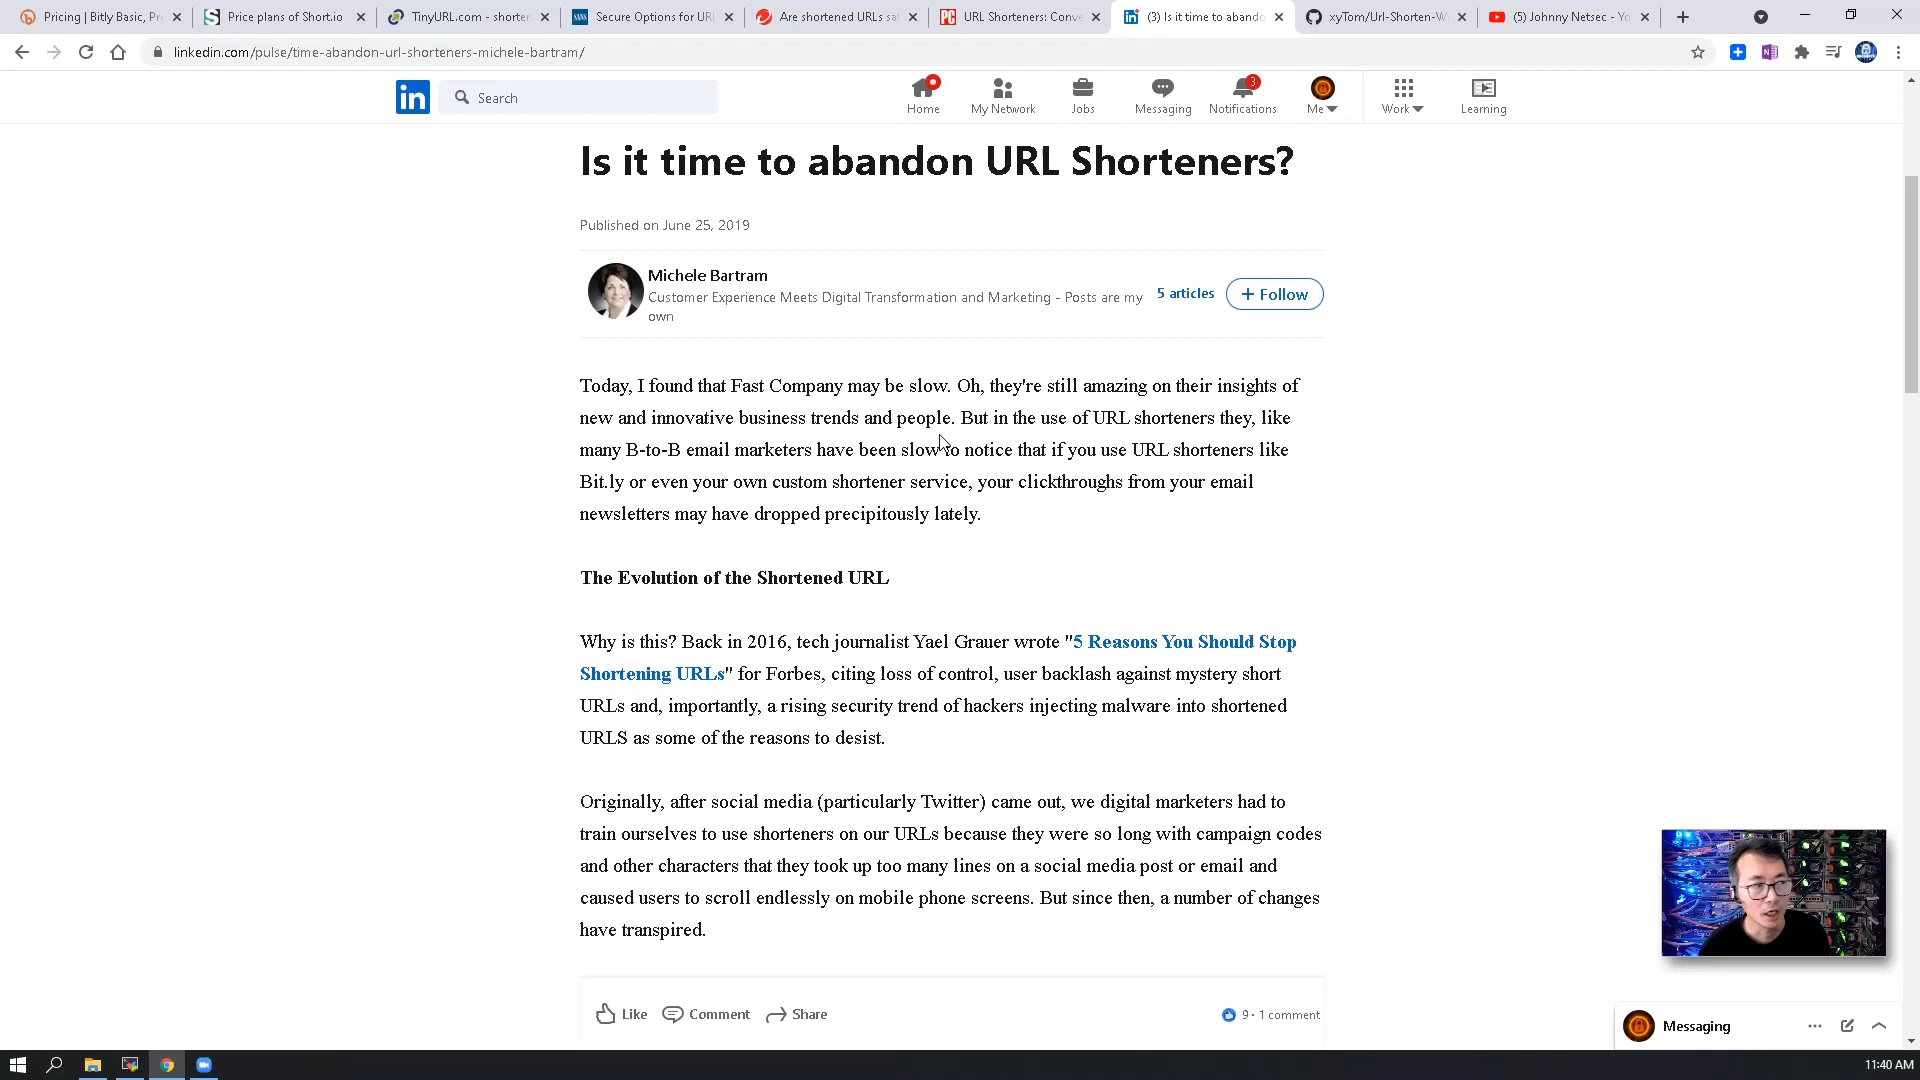 Pricing | Bitly Basic, Pr
Price plans of Short.io
TinyURL.com - shorter
SANS
Secure Options for URL
Are shortened URLs saf
PC
URL Shorteners: Conve
in
(3) Is it time to abando
xyTom/Url-Shorten-W
(5) Johnny Netsec - Yo
linkedin.com/pulse/time-abandon-url-shorteners-michele-bartram/
in
Search
Home
My Network
Jobs
Messaging
3
Notifications
Me
Work
Learning
Is it time to abandon URL Shorteners?
Published on June 25, 2019
Michele Bartram
Customer Experience Meets Digital Transformation and Marketing - Posts are my
own
5 articles
+ Follow
Today, I found that Fast Company may be slow. Oh, they're still amazing on their insights of
new and innovative business trends and people. But in the use of URL shorteners they, like
many B-to-B email marketers have been slow to notice that if you use URL shorteners like
Bit.ly or even your own custom shortener service, your clickthroughs from your email
newsletters may have dropped precipitously lately.
The Evolution of the Shortened URL
Why is this? Back in 2016, tech journalist Yael Grauer wrote "5 Reasons You Should Stop
Shortening URLs" for Forbes, citing loss of control, user backlash against mystery short
URLs and, importantly, a rising security trend of hackers injecting malware into shortened
URLS as some of the reasons to desist.
Originally, after social media (particularly Twitter) came out, we digital marketers had to
train ourselves to use shorteners on our URLs because they were so long with campaign codes
and other characters that they took up too many lines on a social media post or email and
caused users to scroll endlessly on mobile phone screens. But since then, a number of changes
have transpired.
Like
Comment
Share
9 · 1 comment
Messaging
11:40 AM